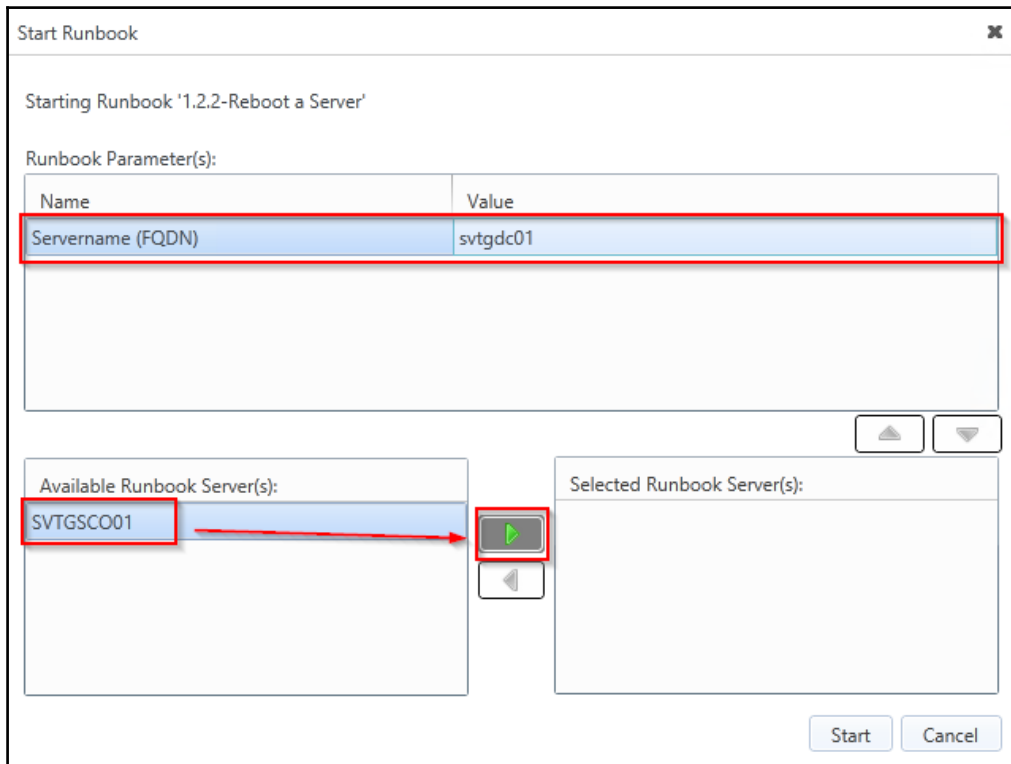 Start Runbook
Starting Runbook '1.2.2-Reboot a Server'
Runbook Parameter(s):
Name Value
Servername (FQDN) svtgdc01
Available Runbook Server(s): Selected Runbook Server(s):
SVTGSCO01
Start Cancel